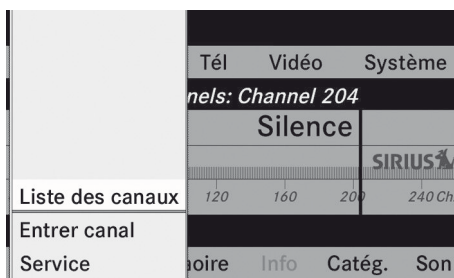 Tél Vidéo Système
nels: Channel 204
Silence
SIRIUS
Liste des canaux 120 160 200 240 Ch.
Entrer canal
Service oire Info Catég. Son